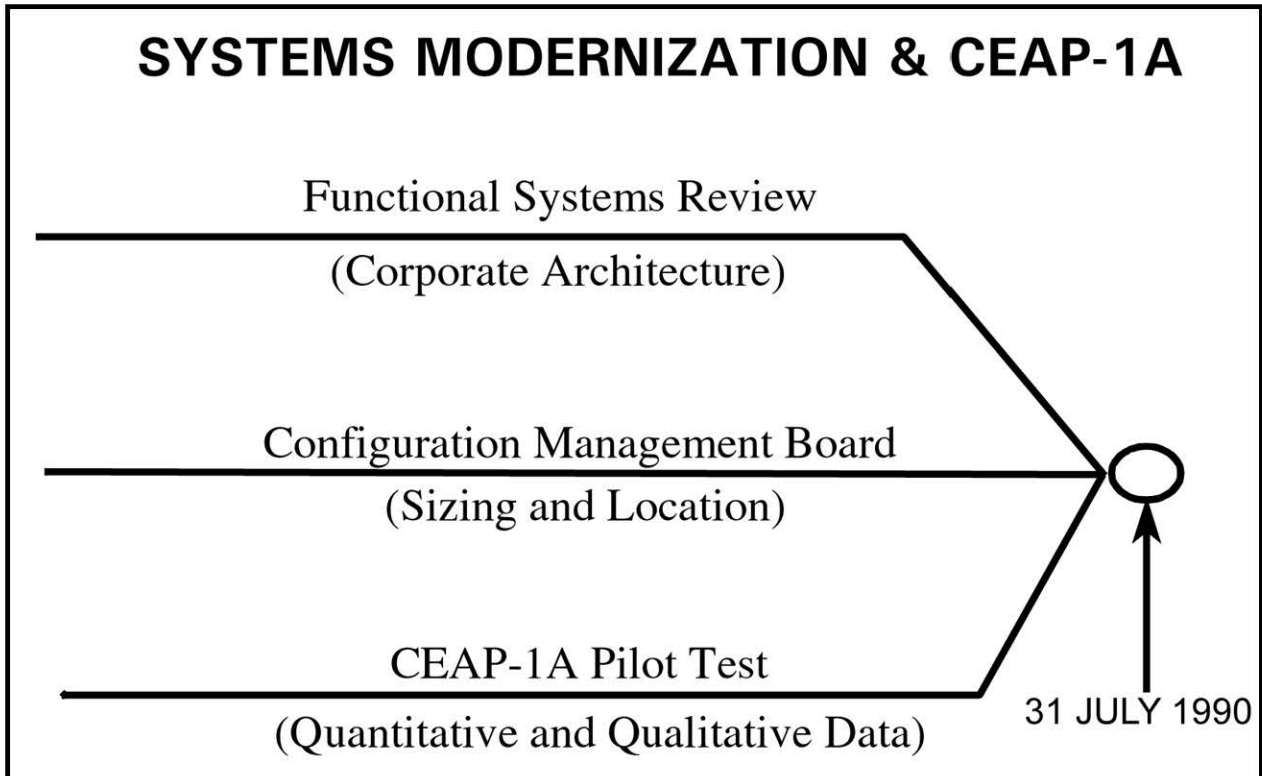 SYSTEMS MODERNIZATION & CEAP-1A
Functional Systems Review
(Corporate Architecture)
Configuration Management Board
(Sizing and Location)
CEAP-1A Pilot Test
(Quantitative and Qualitative Data)
31 JULY 1990